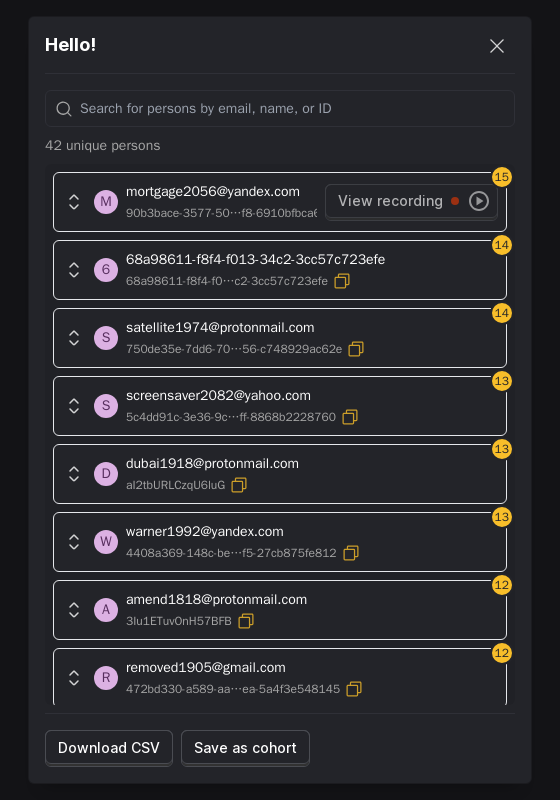 Hello!
Search for persons by email, name, or ID
42 unique persons
15
M
mortgage2056@yandex.com
90b3bace-3577-50···f8-6910bfbca6
View recording
14
6
68a98611-f8f4-f013-34c2-3cc57c723efe
68a98611-f8f4-f0···c2-3cc57c723efe
14
S
satellite1974@protonmail.com
750de35e-7dd6-70···56-c748929ac62e
13
S
screensaver2082@yahoo.com
5c4dd91c-3e36-9c···ff-8868b2228760
13
D
dubai1918@protonmail.com
al2tbURLCzqU6luG
13
W
warner1992@yandex.com
4408a369-148c-be···f5-27cb875fe812
12
A
amend1818@protonmail.com
3lu1ETuvOnH57BFB
12
R
removed1905@gmail.com
472bd330-a589-aa···ea-5a4f3e548145
Download CSV
Save as cohort